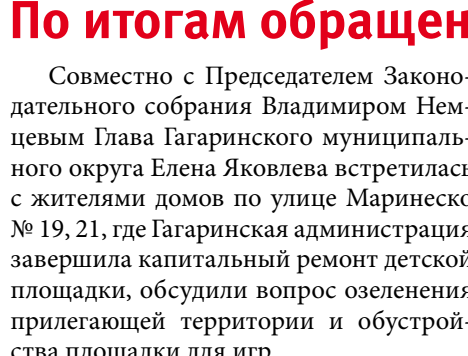 По итогам обращен
Совместно с Председателем Законо-
дательного собрания Владимиром Нем-
цевым Глава Гагаринского муниципаль-
ного округа Елена Яковлева встретилась
с жителями домов по улице Маринеско
№ 19, 21, где Гагаринская администрация
завершила капитальный ремонт детской
площадки, обсудили вопрос озеленения
прилегающей территории и обустрой-
ства площадки для игр